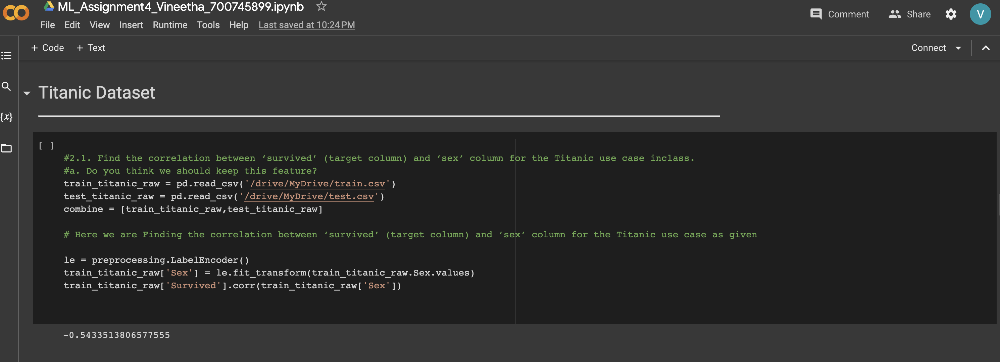 ML_Assignment4_Vineetha_700745899.ipynb
File Edit View Insert Runtime Tools Help Last saved at 10:24 PM
Comment Share V
+ Code + Text
Connect
{x}
Titanic Dataset
[ ]
#2.1. Find the correlation between ‘survived’ (target column) and ‘sex’ column for the Titanic use case inclass.
#a. Do you think we should keep this feature?
train_titanic_raw = pd.read_csv('/drive/MyDrive/train.csv')
test_titanic_raw = pd.read_csv('/drive/MyDrive/test.csv')
combine = [train_titanic_raw,test_titanic_raw]
# Here we are Finding the correlation between ‘survived’ (target column) and ‘sex’ column for the Titanic use case as given
le = preprocessing.LabelEncoder()
train_titanic_raw['Sex'] = le.fit_transform(train_titanic_raw.Sex.values)
train_titanic_raw['Survived'].corr(train_titanic_raw['Sex'])
-0.5433513806577555